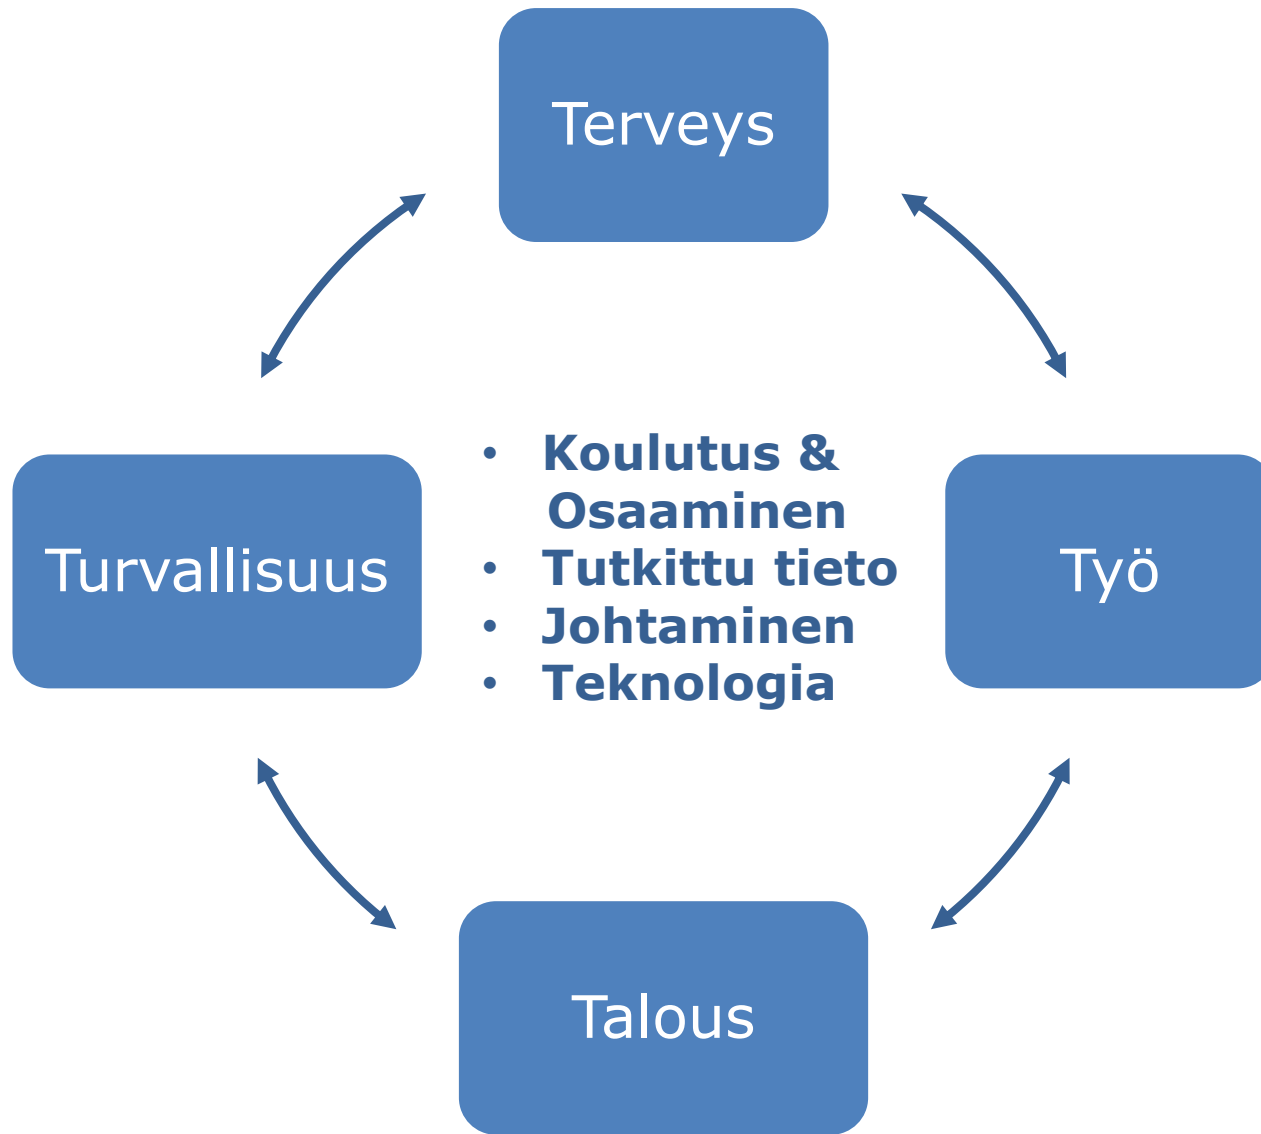 Terveys
• Koulutus &
Osaaminen
• Tutkittu tieto
• Johtaminen
• Teknologia
Turvallisuus
Työ
Talous